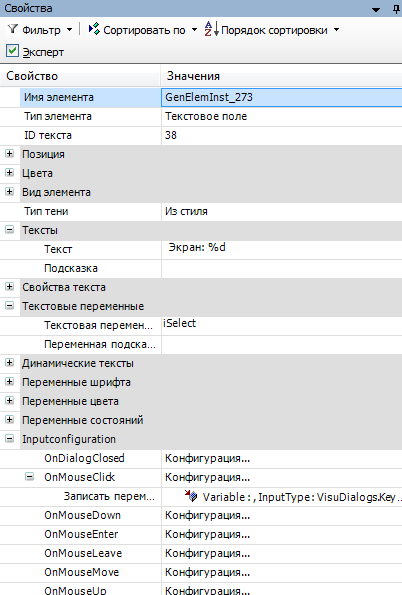 Свойства
Фильтр Сортировать по Порядок сортировки
Эксперт
Свойство Значения
Имя элемента GenElemInst_273
Тип элемента Текстовое поле
ID текста 38
Позиция
Цвета
Вид элемента
Тип тени Из стиля
Тексты
Текст Экран: %d
Подсказка
Свойства текста
Текстовые переменные
Текстовая перемен... iSelect
Переменная подска...
Динамические тексты
Переменные шрифта
Переменные цвета
Переменные состояний
Inputconfiguration
OnDialogClosed Конфигурация...
OnMouseClick Конфигурация...
Записать перем... Variable : , InputType: VisuDialogs.Key...
OnMouseDown Конфигурация...
OnMouseEnter Конфигурация...
OnMouseLeave Конфигурация...
OnMouseMove Конфигурация...
OnMouseUp Конфигурация...